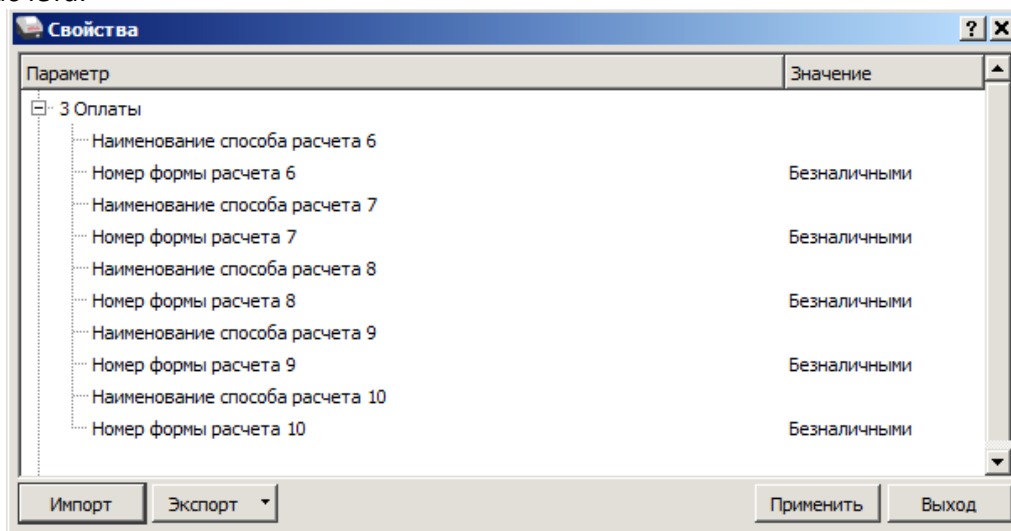 Свойства
Параметр Значение
3 Оплаты
Наименование способа расчета 6
Номер формы расчета 6 Безналичными
Наименование способа расчета 7
Номер формы расчета 7 Безналичными
Наименование способа расчета 8
Номер формы расчета 8 Безналичными
Наименование способа расчета 9
Номер формы расчета 9 Безналичными
Наименование способа расчета 10
Номер формы расчета 10 Безналичными
Импорт Экспорт Применить Выход